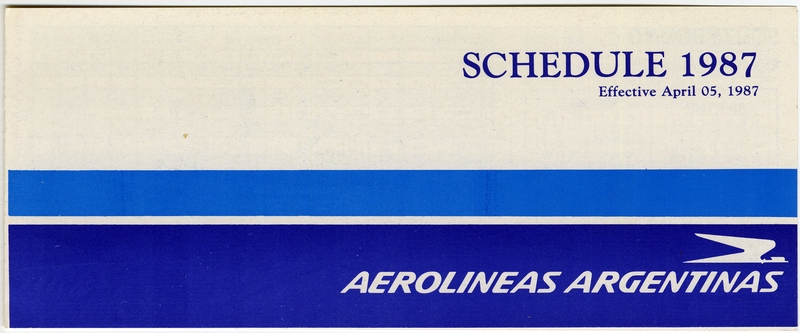 SCHEDULE 1987
Effective April 05, 1987
AEROLINEAS ARGENTINAS